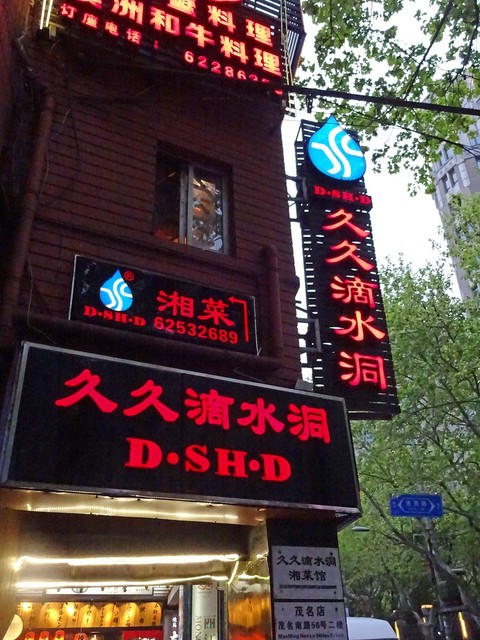 料理
洲和牛料理
订座电话：
久久滴水洞
D·SH·D
湘菜
D·SH·D 62532689
久久滴水洞
D·SH·D
久久滴水洞
湘菜馆
茂名店
茂名南路56号二楼